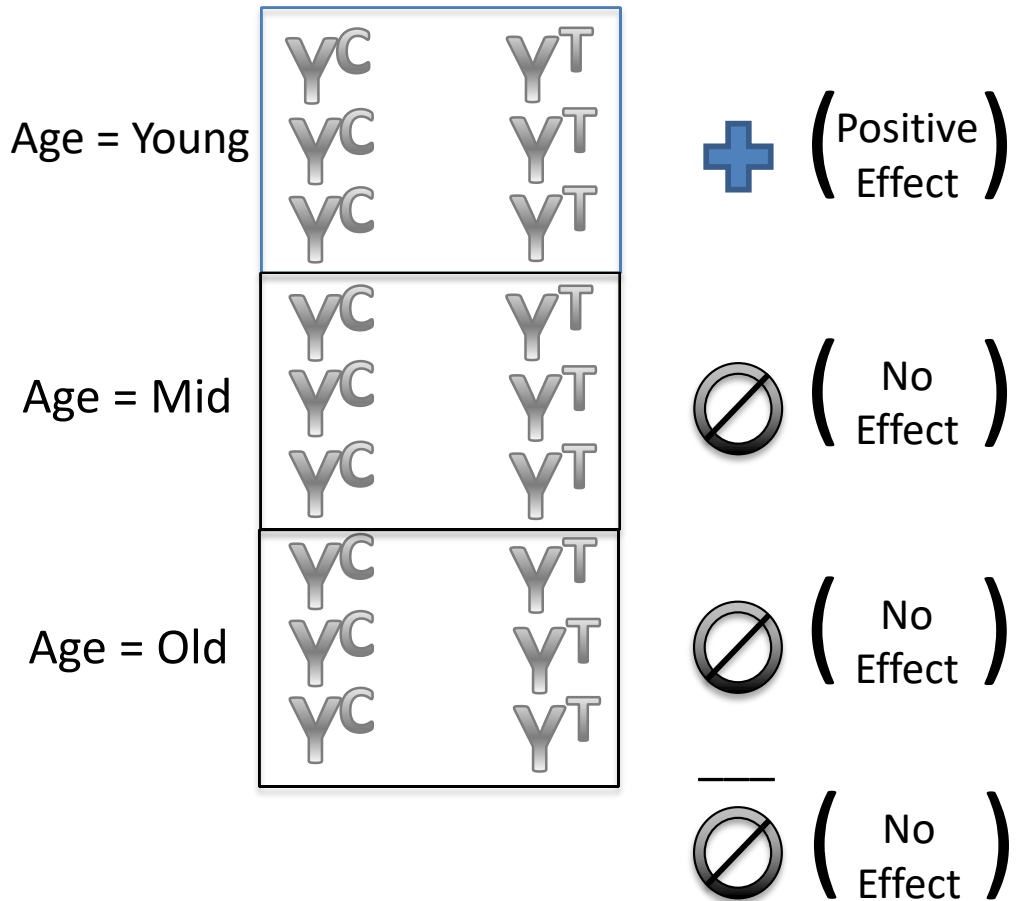 Y^C Y^T
Age = Young Y^C Y^T (Positive Effect)
Y^C Y^T
Y^C Y^T
Age = Mid Y^C Y^T (No Effect)
Y^C Y^T
Y^C Y^T
Age = Old Y^C Y^T (No Effect)
Y^C Y^T
(No Effect)